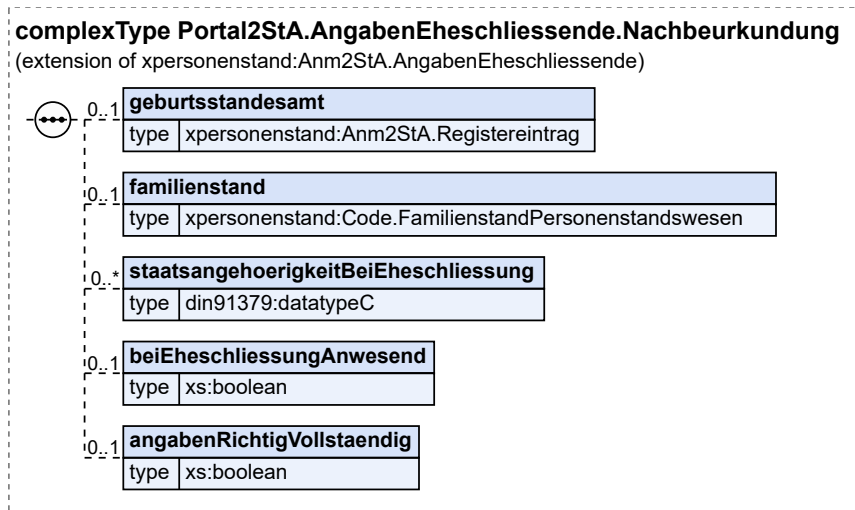 complexType Portal2StA.AngabenEheschliessende.Nachbeurkundung
(extension of xpersonenstand:Anm2StA.AngabenEheschliessende)
0..1 geburtsstandesamt
type xpersonenstand:Anm2StA.Registereintrag
0..1 familienstand
type xpersonenstand:Code.FamilienstandPersonenstandswesen
0..* staatsangehoerigkeitBeiEheschliessung
type din91379:datatypeC
0..1 beiEheschliessungAnwesend
type xs:boolean
0..1 angabenRichtigVollstaendig
type xs:boolean